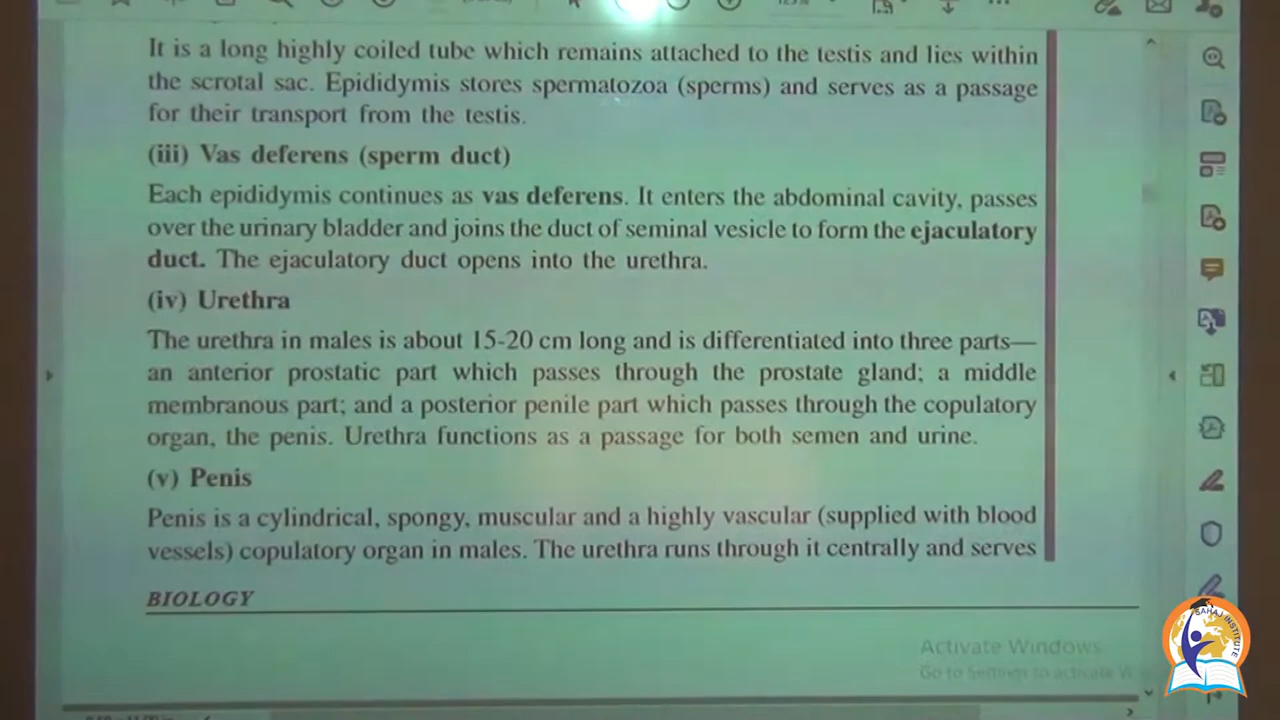 It is a long highly coiled tube which remains attached to the testis and lies within
the scrotal sac. Epididymis stores spermatozoa (sperms) and serves as a passage
for their transport from the testis.
(iii) Vas deferens (sperm duct)
Each epididymis continues as vas deferens. It enters the abdominal cavity, passes
over the urinary bladder and joins the duct of seminal vesicle to form the ejaculatory
duct. The ejaculatory duct opens into the urethra.
(iv) Urethra
The urethra in males is about 15-20 cm long and is differentiated into three parts—
an anterior prostatic part which passes through the prostate gland; a middle
membranous part; and a posterior penile part which passes through the copulatory
organ, the penis. Urethra functions as a passage for both semen and urine.
(v) Penis
Penis is a cylindrical, spongy, muscular and a highly vascular (supplied with blood
vessels) copulatory organ in males. The urethra runs through it centrally and serves
BIOLOGY
Activate Windows
Go to Settings to activate
SAHAJ INSTITUTE